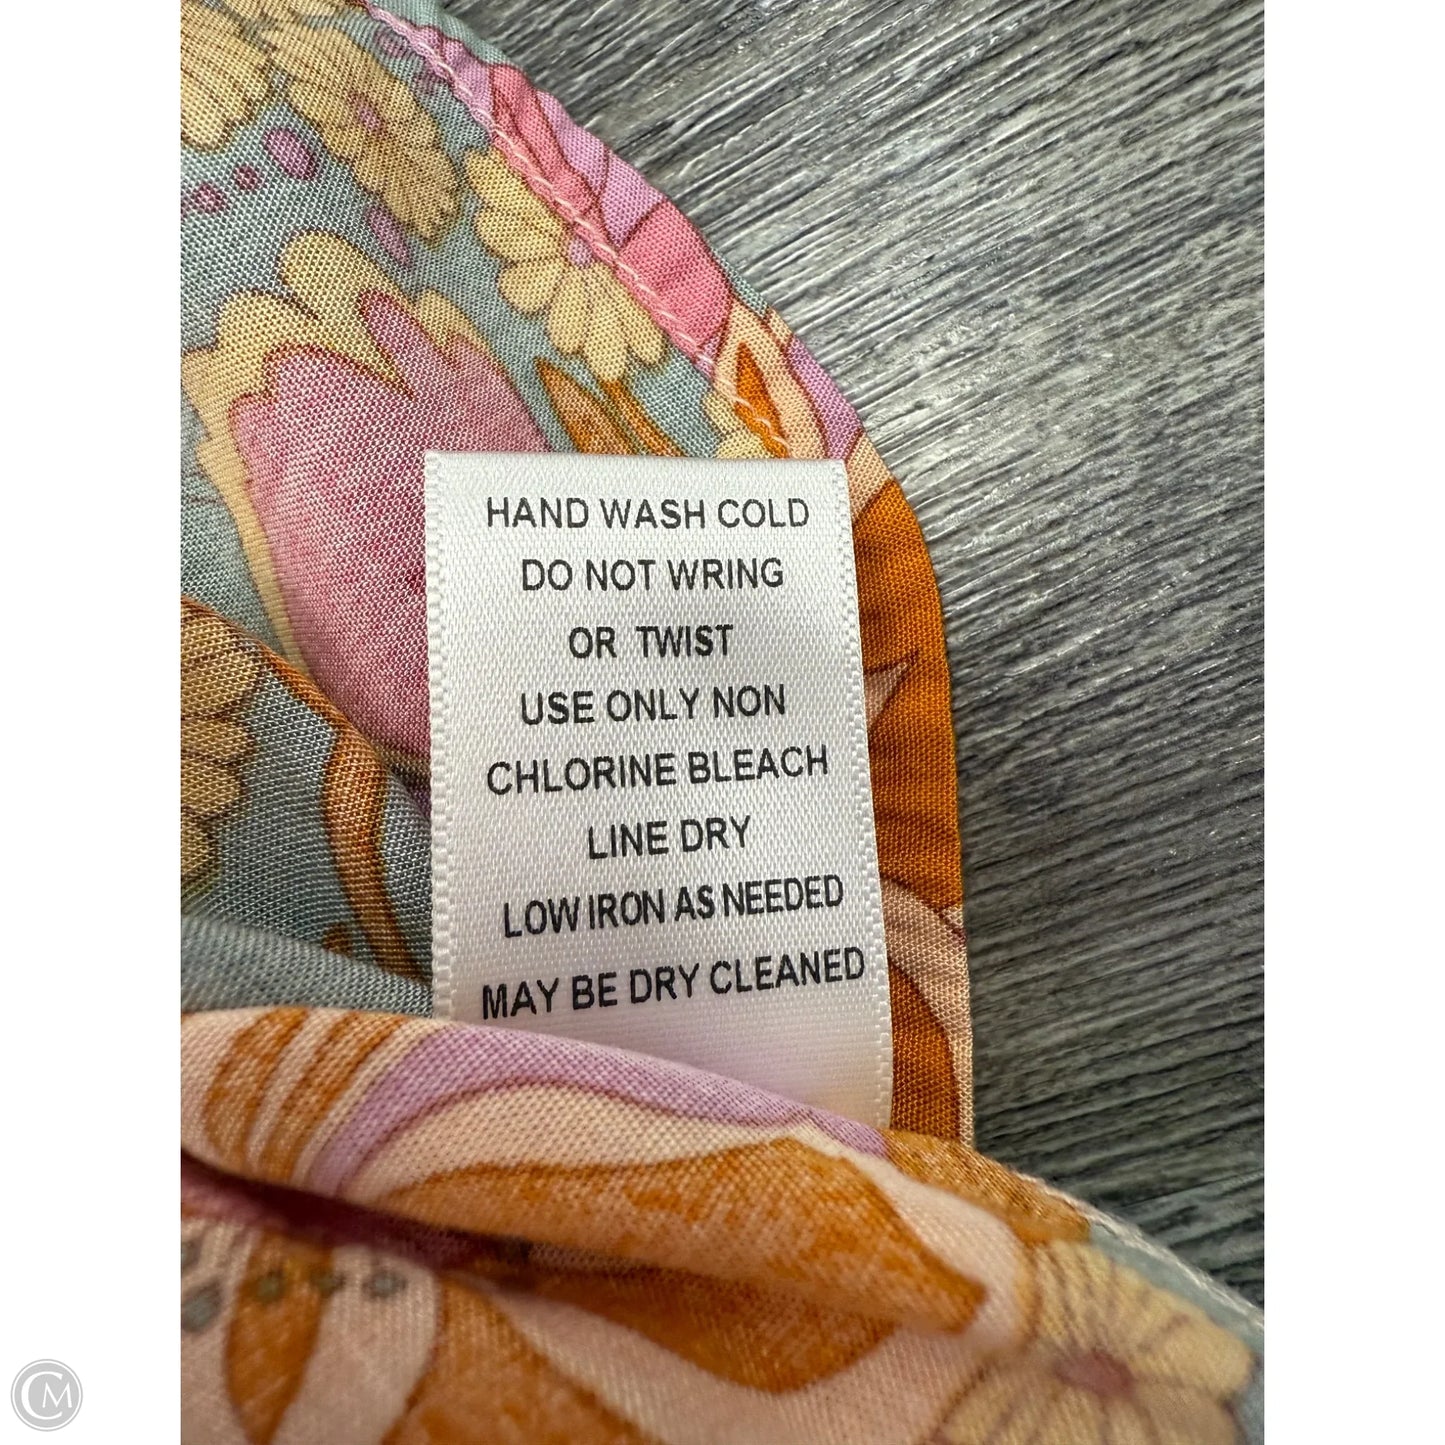 HAND WASH COLD
DO NOT WRING
OR TWIST
USE ONLY NON
CHLORINE BLEACH
LINE DRY
LOW IRON AS NEEDED
MAY BE DRY CLEANED
CM